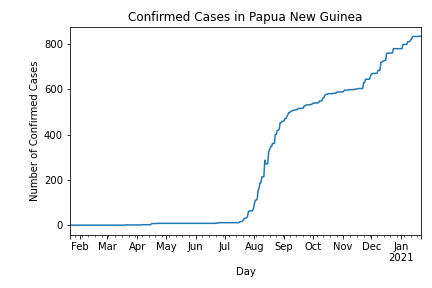 Confirmed Cases in Papua New Guinea
Number of Confirmed Cases
800
600
400
200
0
Feb Mar Apr May Jun Jul Aug Sep Oct Nov Dec Jan
2021
Day